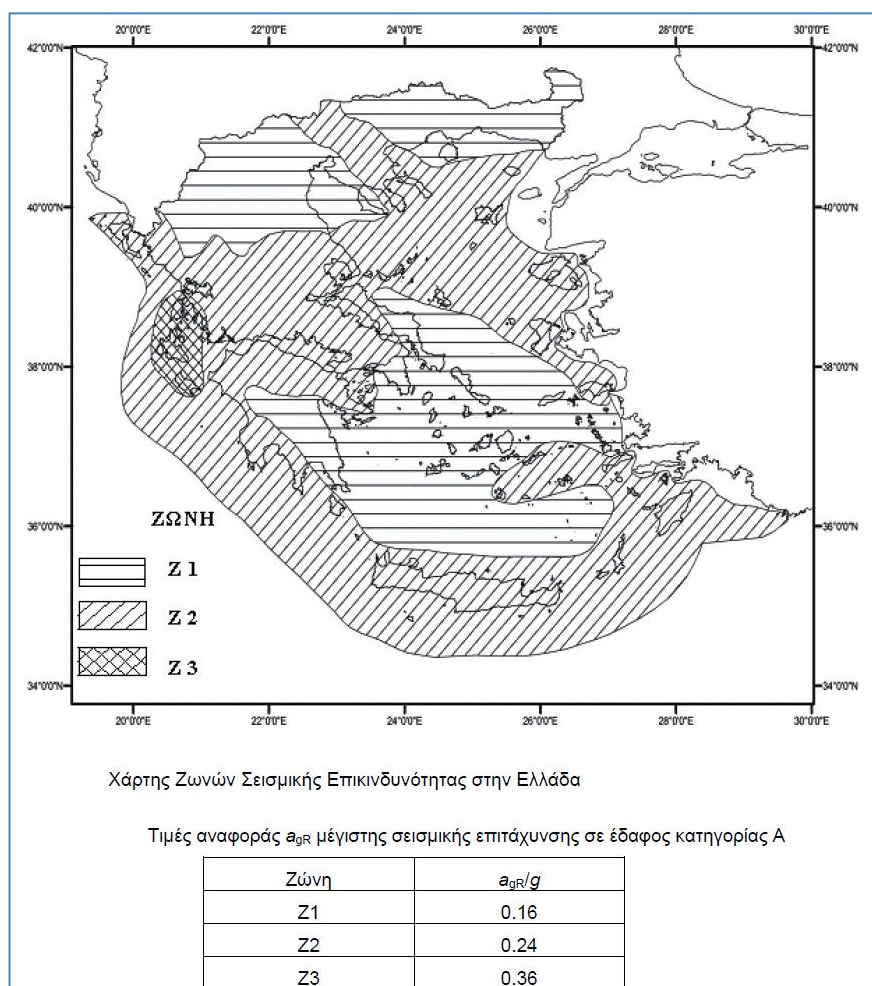 20°0'0"E 22°0'0"E 24°0'0"E 26°0'0"E 28°0'0"E 30°0'0"E
42°0'0"N 42°0'0"N
40°0'0"N 40°0'0"N
38°0'0"N 38°0'0"N
36°0'0"N 36°0'0"N
ΖΩΝΗ
Z 1
Z 2
Z 3
34°0'0"N 34°0'0"N
20°0'0"E 22°0'0"E 24°0'0"E 26°0'0"E 28°0'0"E 30°0'0"E
Χάρτης Ζωνών Σεισμικής Επικινδυνότητας στην Ελλάδα
Τιμές αναφοράς agR μέγιστης σεισμικής επιτάχυνσης σε έδαφος κατηγορίας Α
Ζώνη agR/g
Z1 0.16
Z2 0.24
Z3 0.36